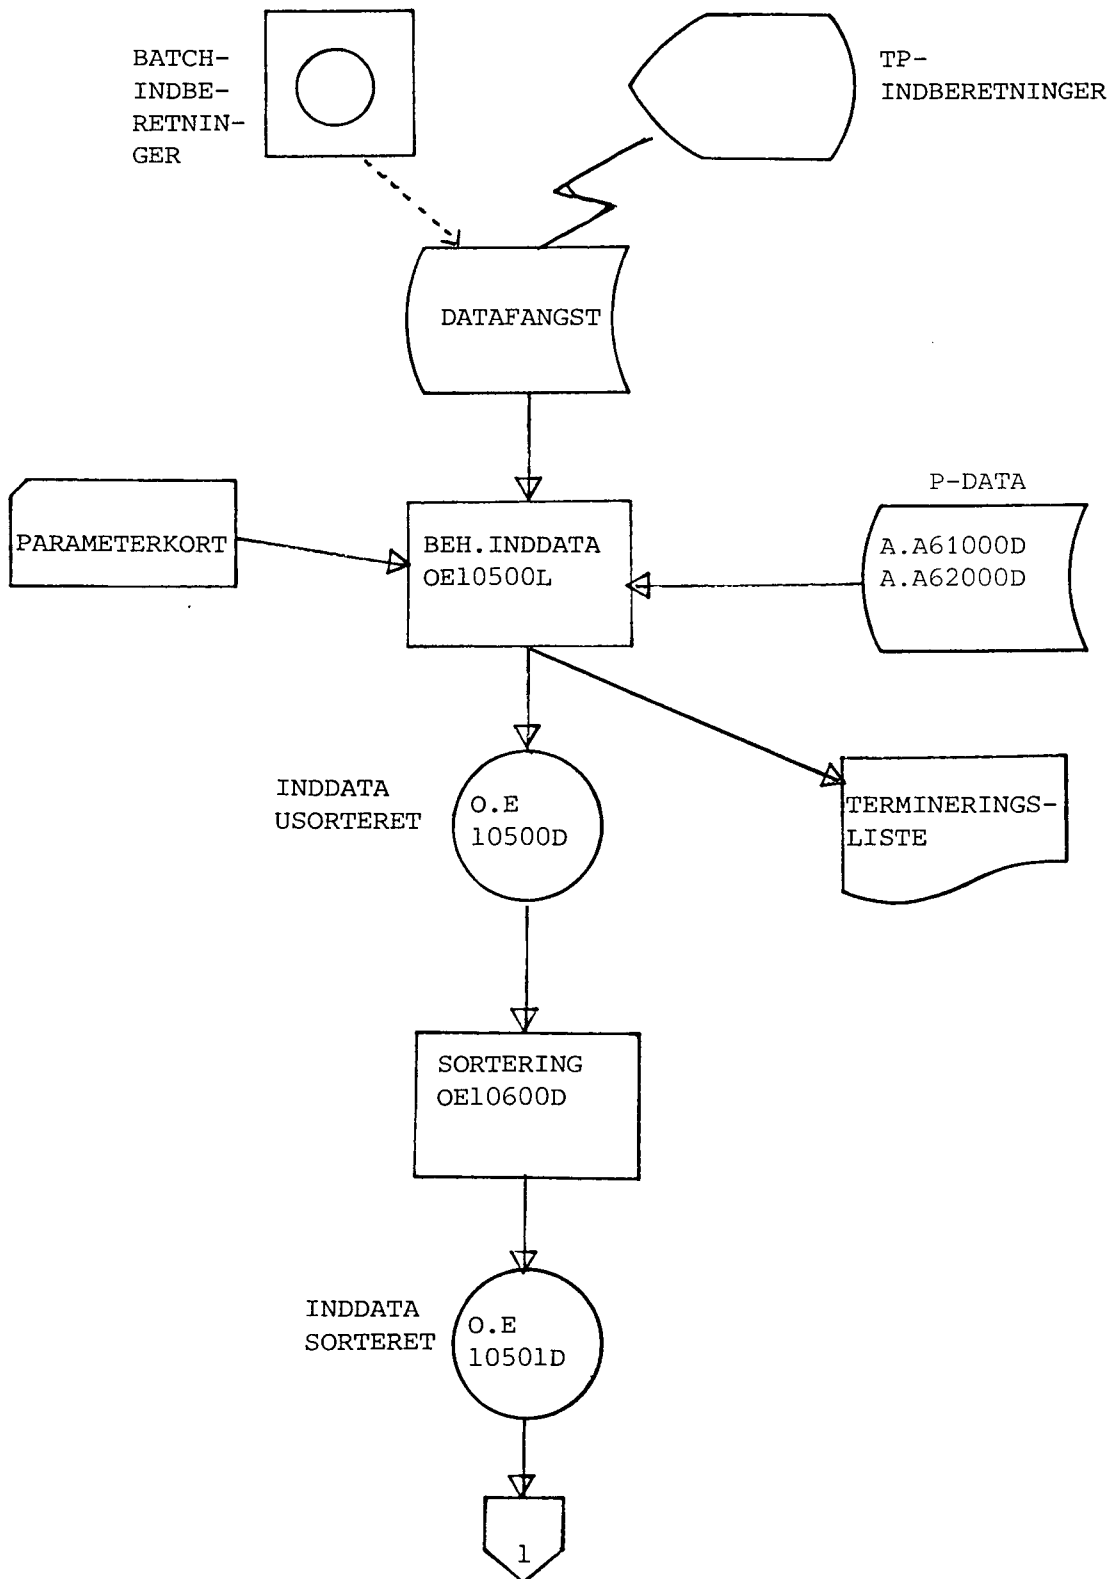 BATCH-
INDBE-
RETNIN-
GER
TP-
INDBERETNINGER
DATAFANGST
PARAMETERKORT
BEH.INDDATA
OE10500L
P-DATA
A.A61000D
A.A62000D
INDDATA
USORTERET
O.E
10500D
TERMINERINGS-
LISTE
SORTERING
OE10600D
INDDATA
SORTERET
O.E
10501D
1